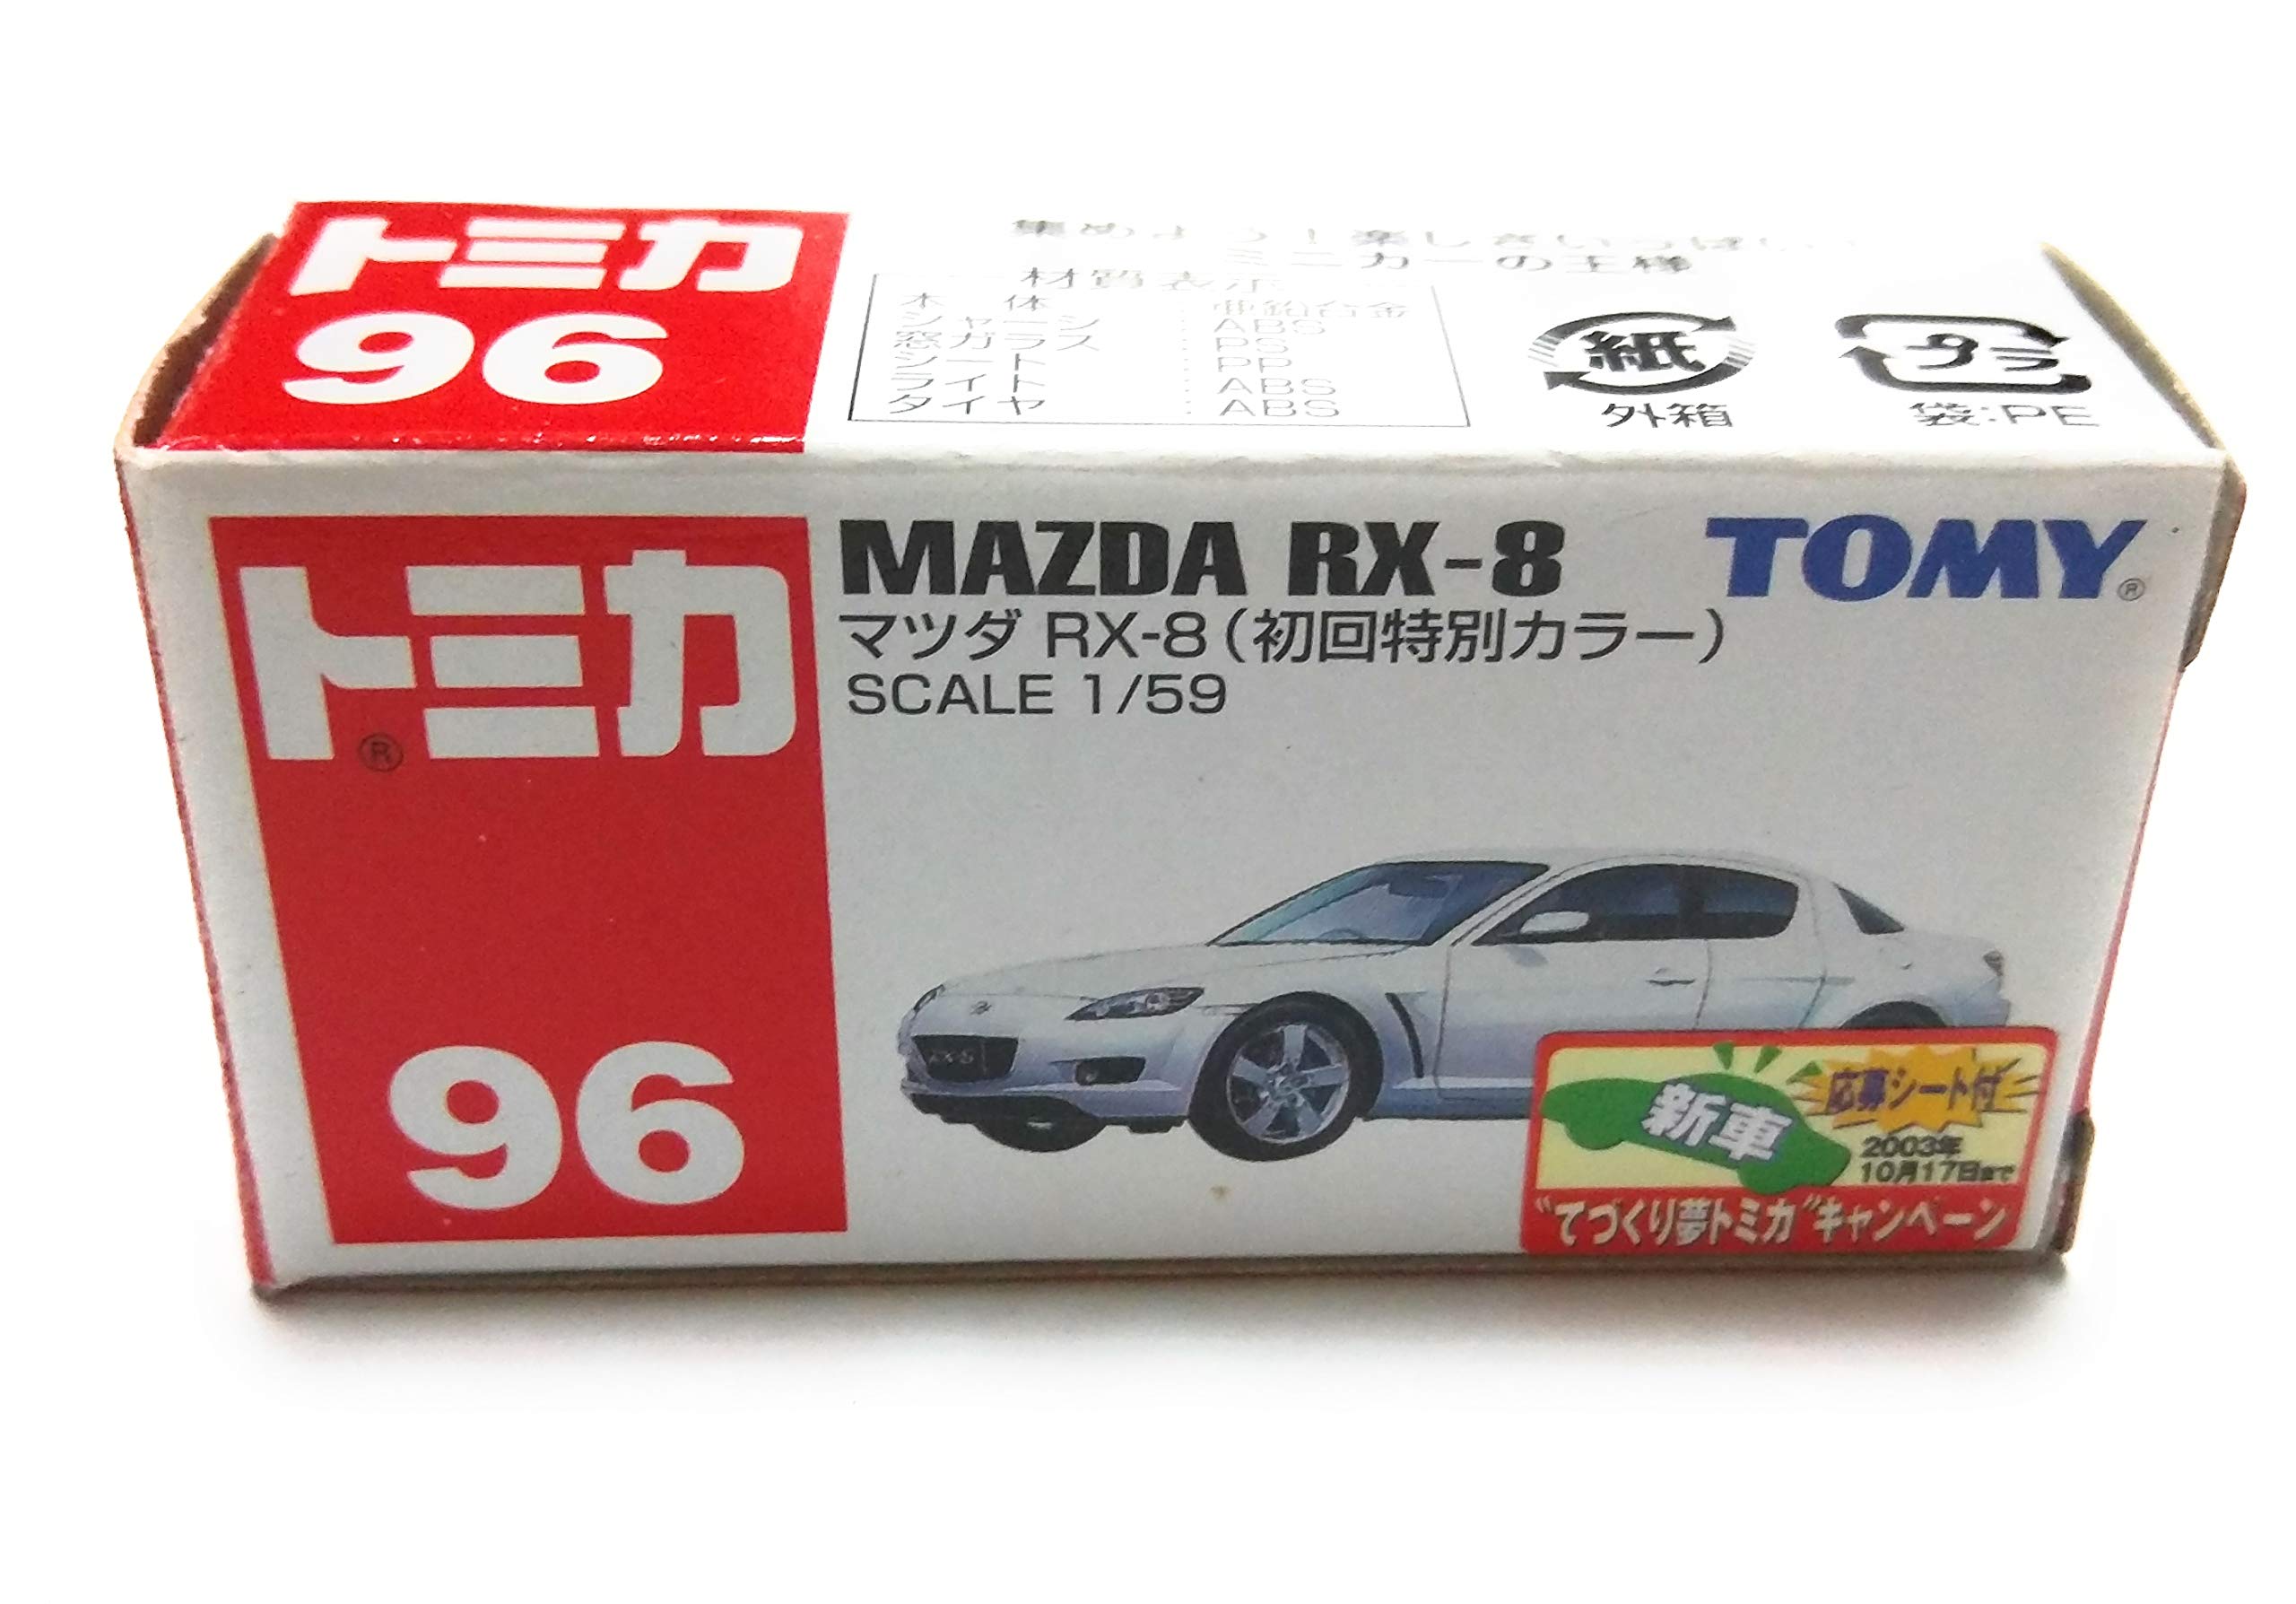 トミカ
96
集めよう!楽しさいっぱい
ミニカーの王様
材質表示
本 体 : 亜鉛合金
シャーシ : ABS
窓ガラス : PS
シート : PP
ライト : ABS
タイヤ : ABS
紙
外箱
プラ
袋:PE
トミカ®
96
MAZDA RX-8
マツダ RX-8(初回特別カラー)
SCALE 1/59
TOMY®
RX-8
新車
応募シート付
2003年
10月17日まで
"てづくり夢トミカ"キャンペーン